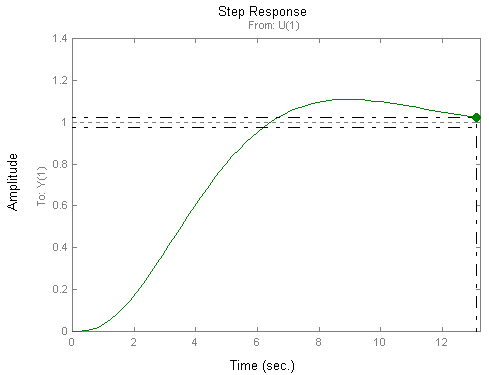 Step Response
From: U(1)
1.4
1.2
1
0.8
0.6
0.4
0.2
0
Amplitude
To: Y(1)
0 2 4 6 8 10 12
Time (sec.)